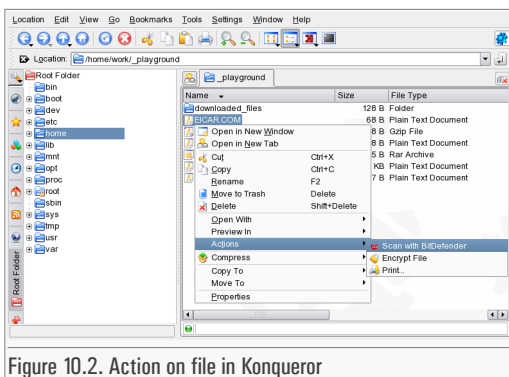 Location Edit View Go Bookmarks Tools Settings Window Help
Location: /home/work/_playground
Root Folder
bin
boot
dev
etc
home
lib
mnt
opt
proc
root
sbin
sys
tmp
usr
var
Root Folder
_playground
Name Size File Type
downloaded_files 128 B Folder
EICAR.COM 68 B Plain Text Document
8 B Gzip File
8 B Plain Text Document
5 B Rar Archive
KB Plain Text Document
7 B Plain Text Document
Open in New Window
Open in New Tab
Cut Ctrl+X
Copy Ctrl+C
Rename F2
Move to Trash Delete
Delete Shift+Delete
Open With
Preview In
Actions
Compress
Copy To
Move To
Properties
Scan with BitDefender
Encrypt File
Print...
Figure 10.2. Action on file in Konqueror